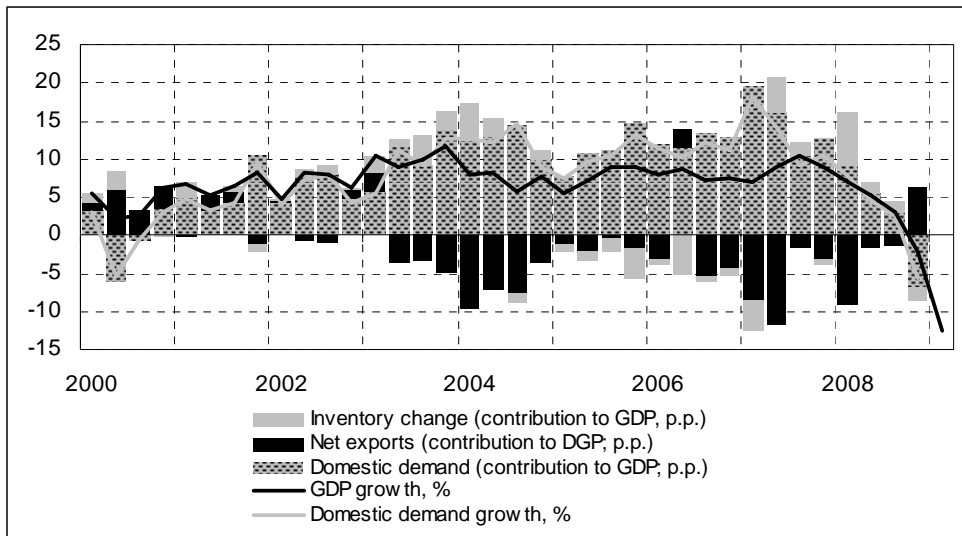 25
20
15
10
5
0
-5
-10
-15
2000 2002 2004 2006 2008
Inventory change (contribution to GDP, p.p.)
Net exports (contribution to DGP; p.p.)
Domestic demand (contribution to GDP; p.p.)
GDP growth, %
Domestic demand growth, %